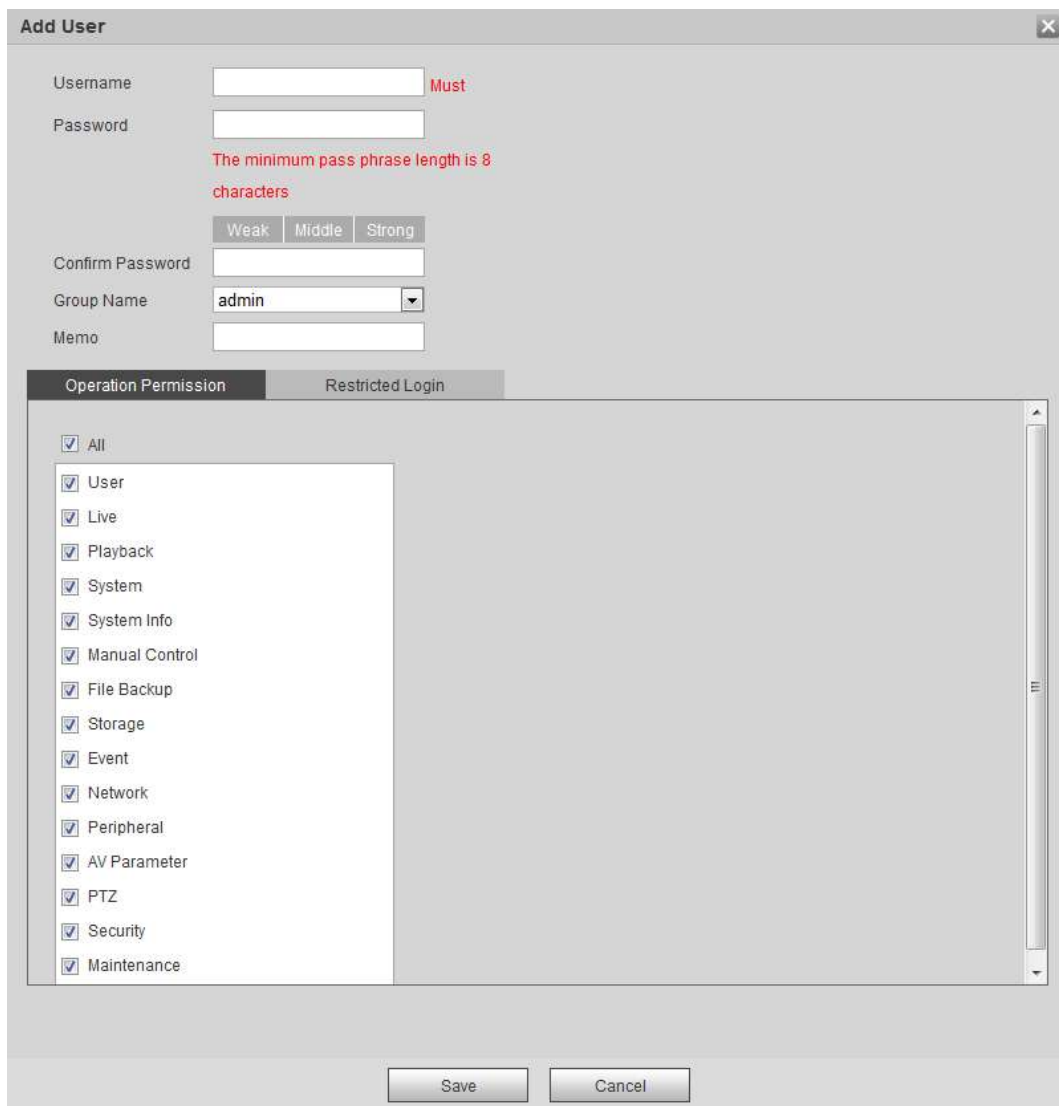 Add User
Username
Must
Password
The minimum pass phrase length is 8
characters
Weak Middle Strong
Confirm Password
Group Name admin
Memo
Operation Permission Restricted Login
All
User
Live
Playback
System
System Info
Manual Control
File Backup
Storage
Event
Network
Peripheral
AV Parameter
PTZ
Security
Maintenance
Save Cancel